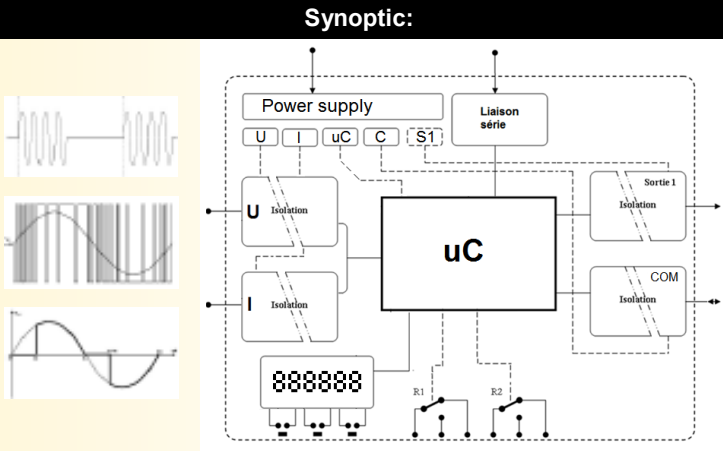 Synoptic:
Power supply
Liaison
série
U
I
uC
C
S1
U
Isolation
Sortie 1
Isolation
uC
I
Isolation
COM
Isolation
888888
R1
R2